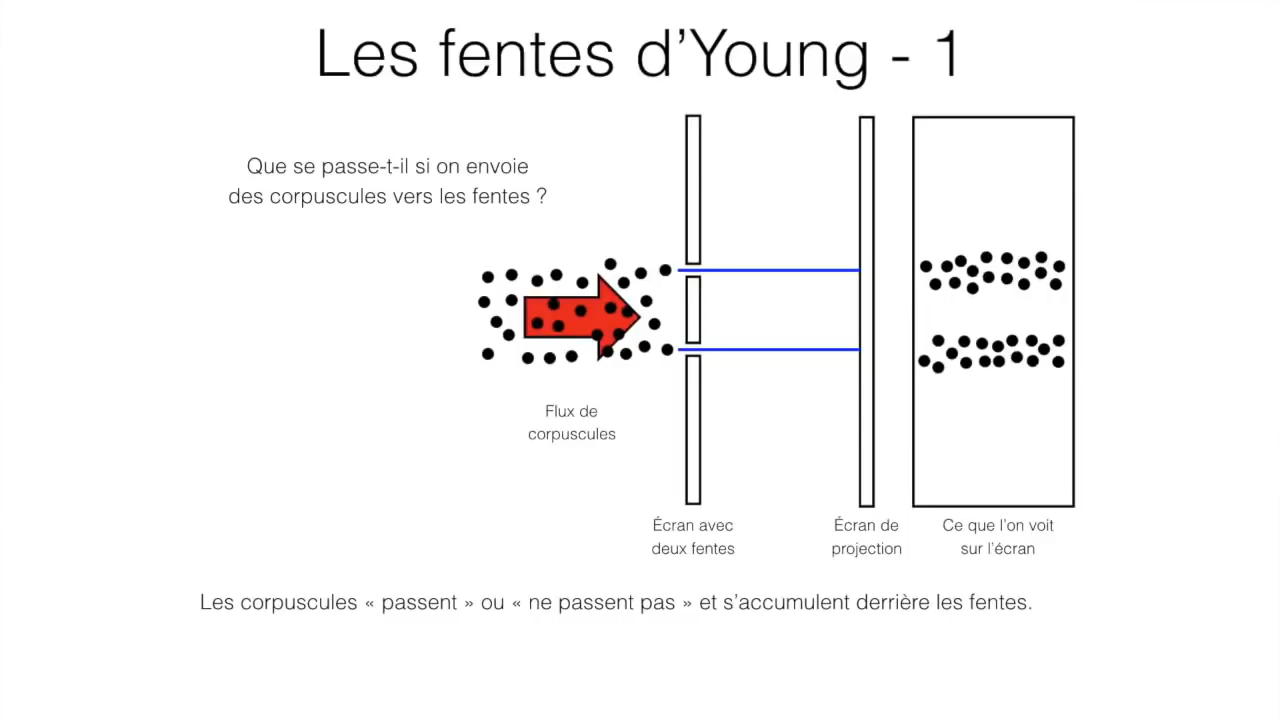 Les fentes d’Young - 1
Que se passe-t-il si on envoie
des corpuscules vers les fentes ?
Flux de
corpuscules
Écran avec
deux fentes
Écran de
projection
Ce que l’on voit
sur l’écran
Les corpuscules « passent » ou « ne passent pas » et s’accumulent derrière les fentes.